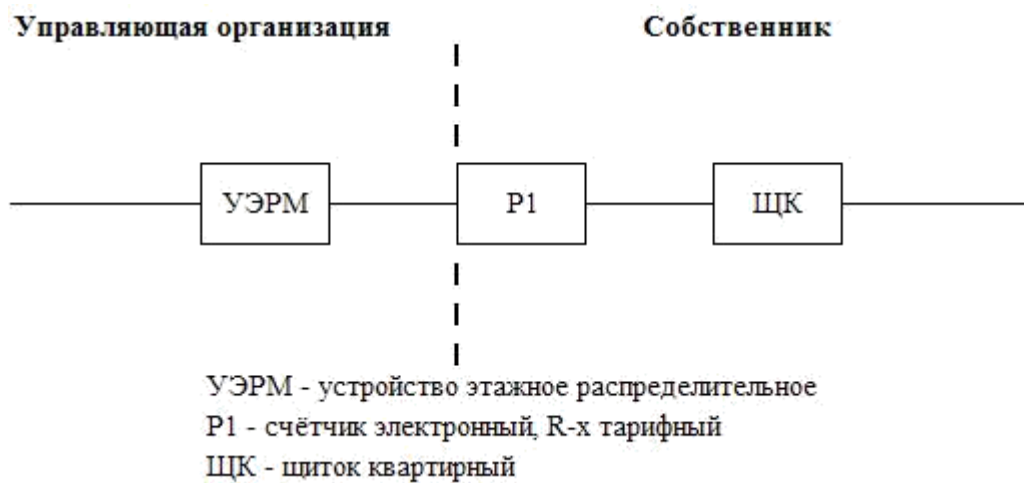 Управляющая организация Собственник
УЭРМ Р1 ЩК
УЭРМ - устройство этажное распределительное
Р1 - счётчик электронный, R-х тарифный
ЩК - щиток квартирный